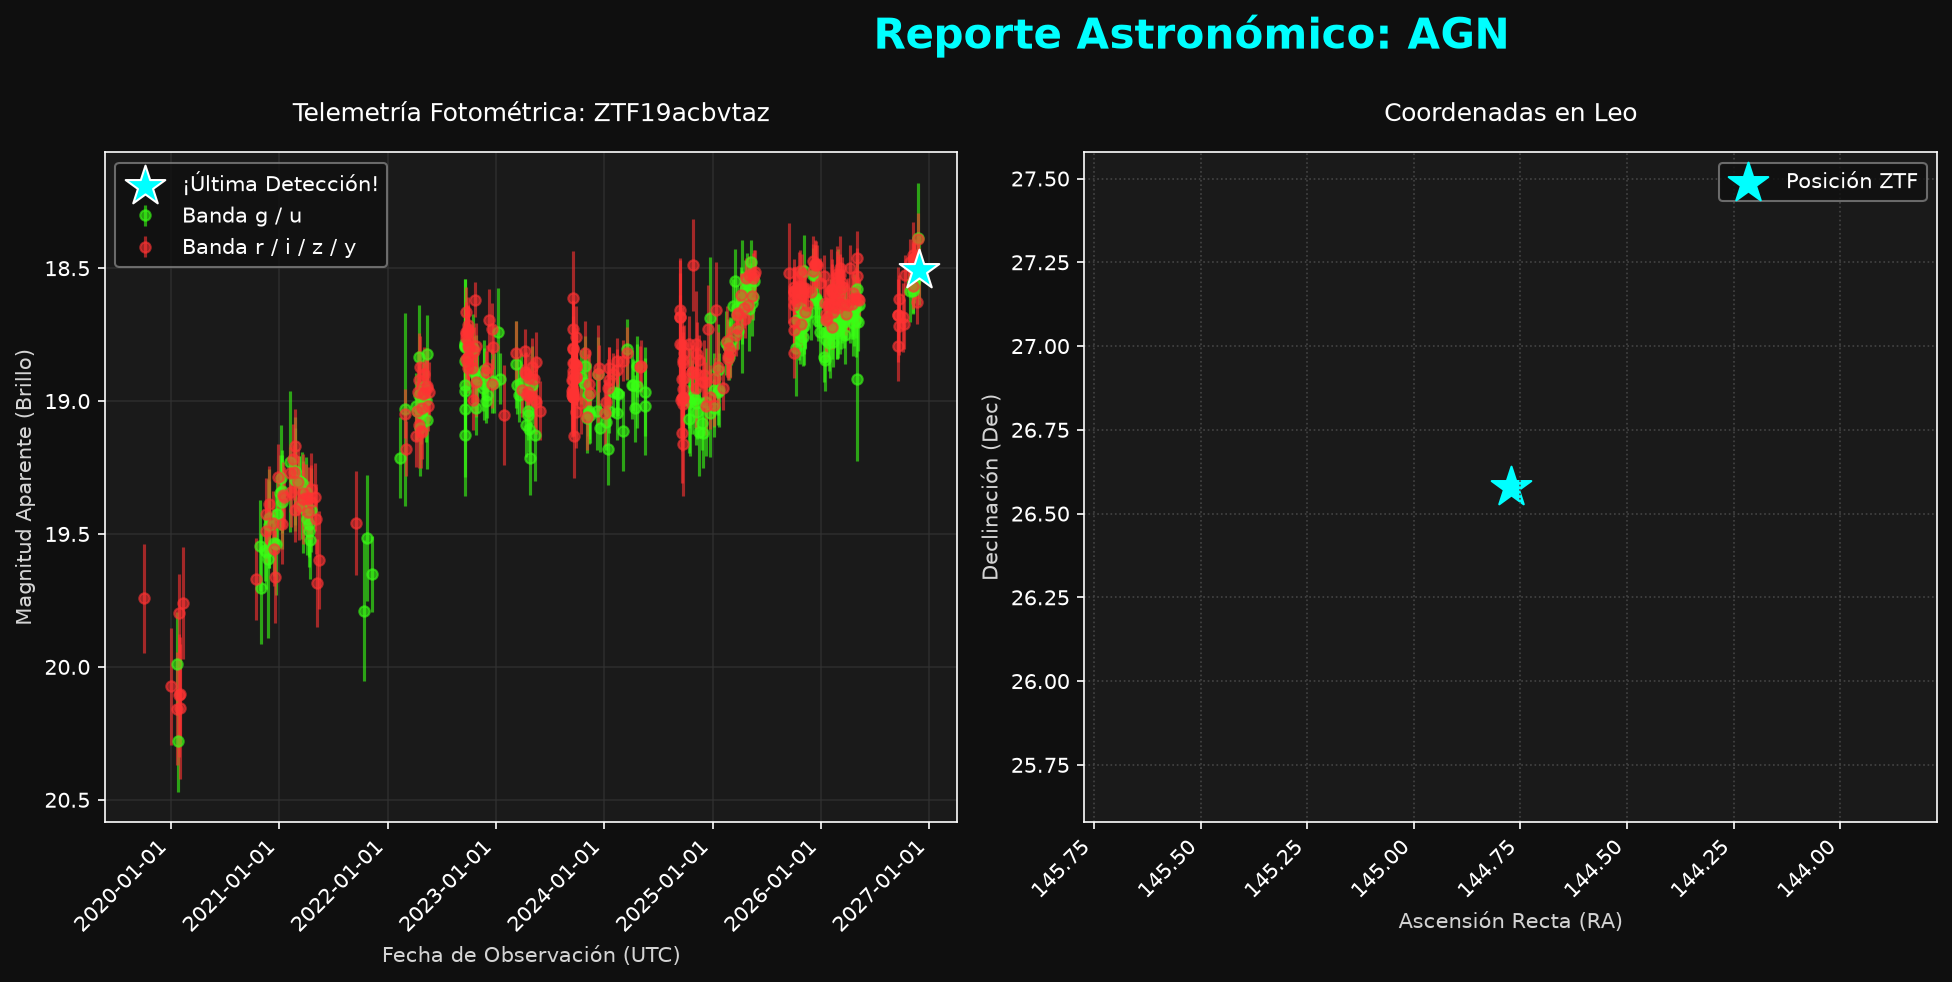 Reporte Astronómico: AGN
Telemetría Fotométrica: ZTF19acbvtaz
¡Última Detección!
Banda g / u
Banda r / i / z / y
Magnitud Aparente (Brillo)
18.5
19.0
19.5
20.0
20.5
2020-01-01
2021-01-01
2022-01-01
2023-01-01
2024-01-01
2025-01-01
2026-01-01
2027-01-01
Fecha de Observación (UTC)
Coordenadas en Leo
Posición ZTF
Declinación (Dec)
27.50
27.25
27.00
26.75
26.50
26.25
26.00
25.75
145.75
145.50
145.25
145.00
144.75
144.50
144.25
144.00
Ascensión Recta (RA)